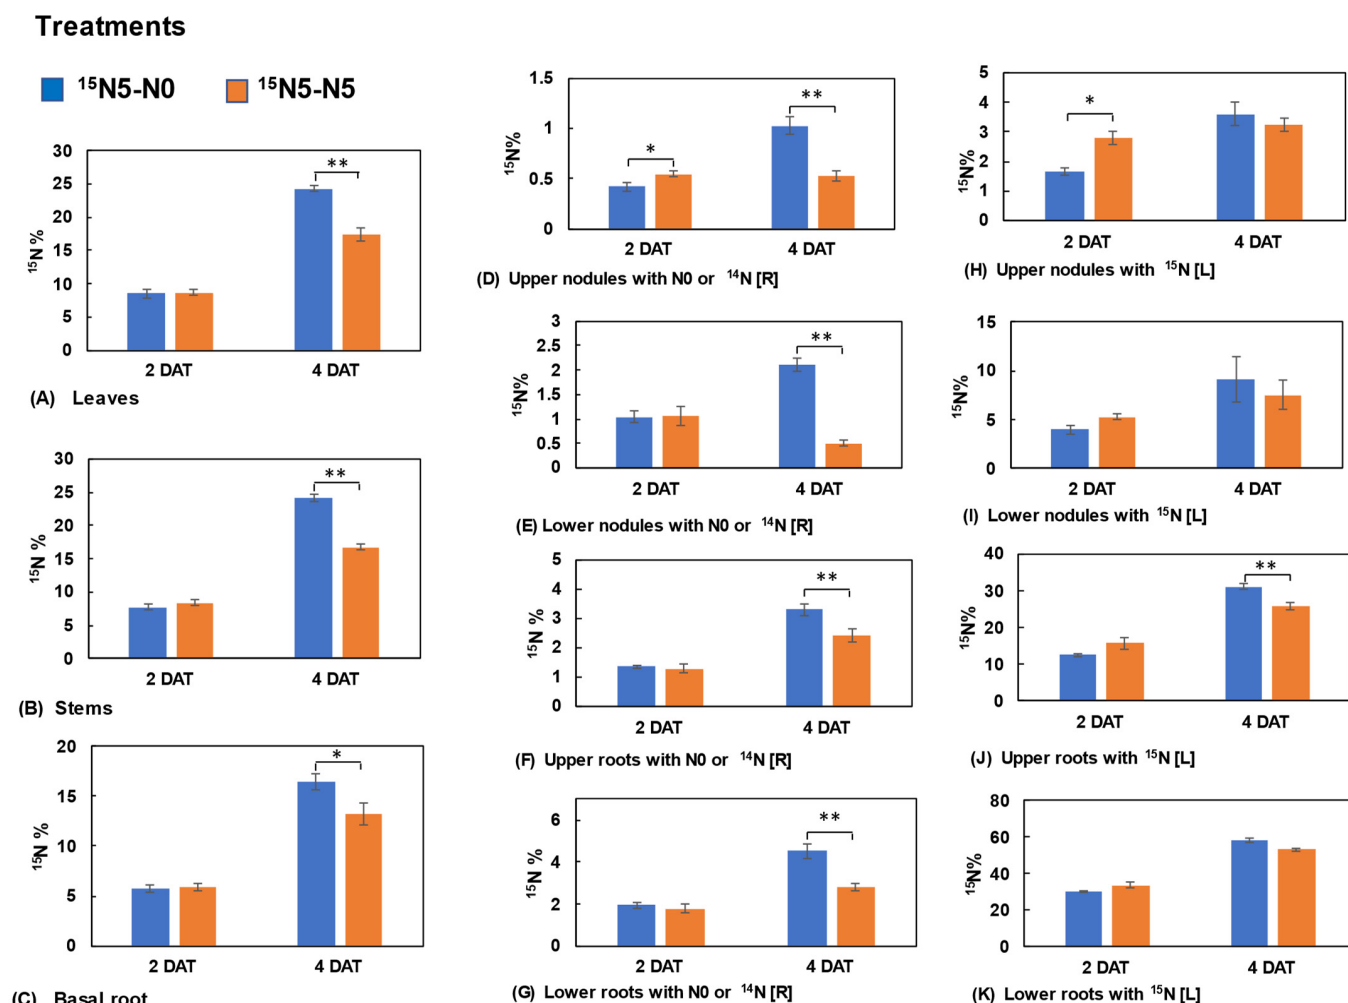 Treatments
¹⁵N5-N0 ¹⁵N5-N5
30
25
20
15
10
5
0
¹⁵N %
**
2 DAT 4 DAT
(A) Leaves
30
25
20
15
10
5
0
¹⁵N %
**
2 DAT 4 DAT
(B) Stems
20
15
10
5
0
¹⁵N %
*
2 DAT 4 DAT
(C) Basal root
1.5
1
0.5
0
¹⁵N%
*
**
2 DAT 4 DAT
(D) Upper nodules with N0 or ¹⁴N [R]
3
2.5
2
1.5
1
0.5
0
¹⁵N%
**
2 DAT 4 DAT
(E) Lower nodules with N0 or ¹⁴N [R]
5
4
3
2
1
0
¹⁵N %
**
2 DAT 4 DAT
(F) Upper roots with N0 or ¹⁴N [R]
6
4
2
0
¹⁵N %
**
2 DAT 4 DAT
(G) Lower roots with N0 or ¹⁴N [R]
5
4
3
2
1
0
¹⁵N%
*
2 DAT 4 DAT
(H) Upper nodules with ¹⁵N [L]
15
10
5
0
¹⁵N%
2 DAT 4 DAT
(I) Lower nodules with ¹⁵N [L]
40
30
20
10
0
¹⁵N%
**
2 DAT 4 DAT
(J) Upper roots with ¹⁵N [L]
80
60
40
20
0
¹⁵N%
2 DAT 4 DAT
(K) Lower roots with ¹⁵N [L]